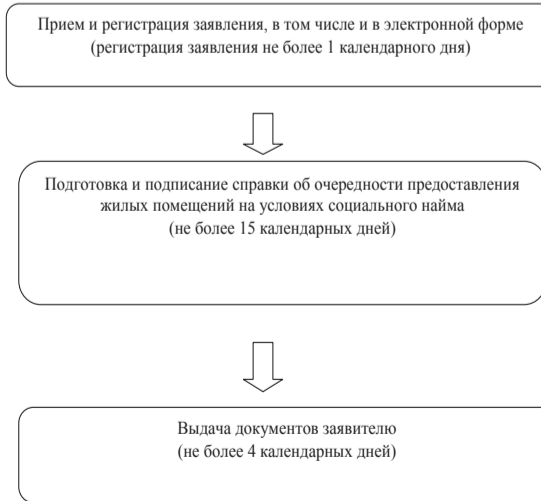 Прием и регистрация заявления, в том числе и в электронной форме
(регистрация заявления не более 1 календарного дня)
Подготовка и подписание справки об очередности предоставления
жилых помещений на условиях социального найма
(не более 15 календарных дней)
Выдача документов заявителю
(не более 4 календарных дней)